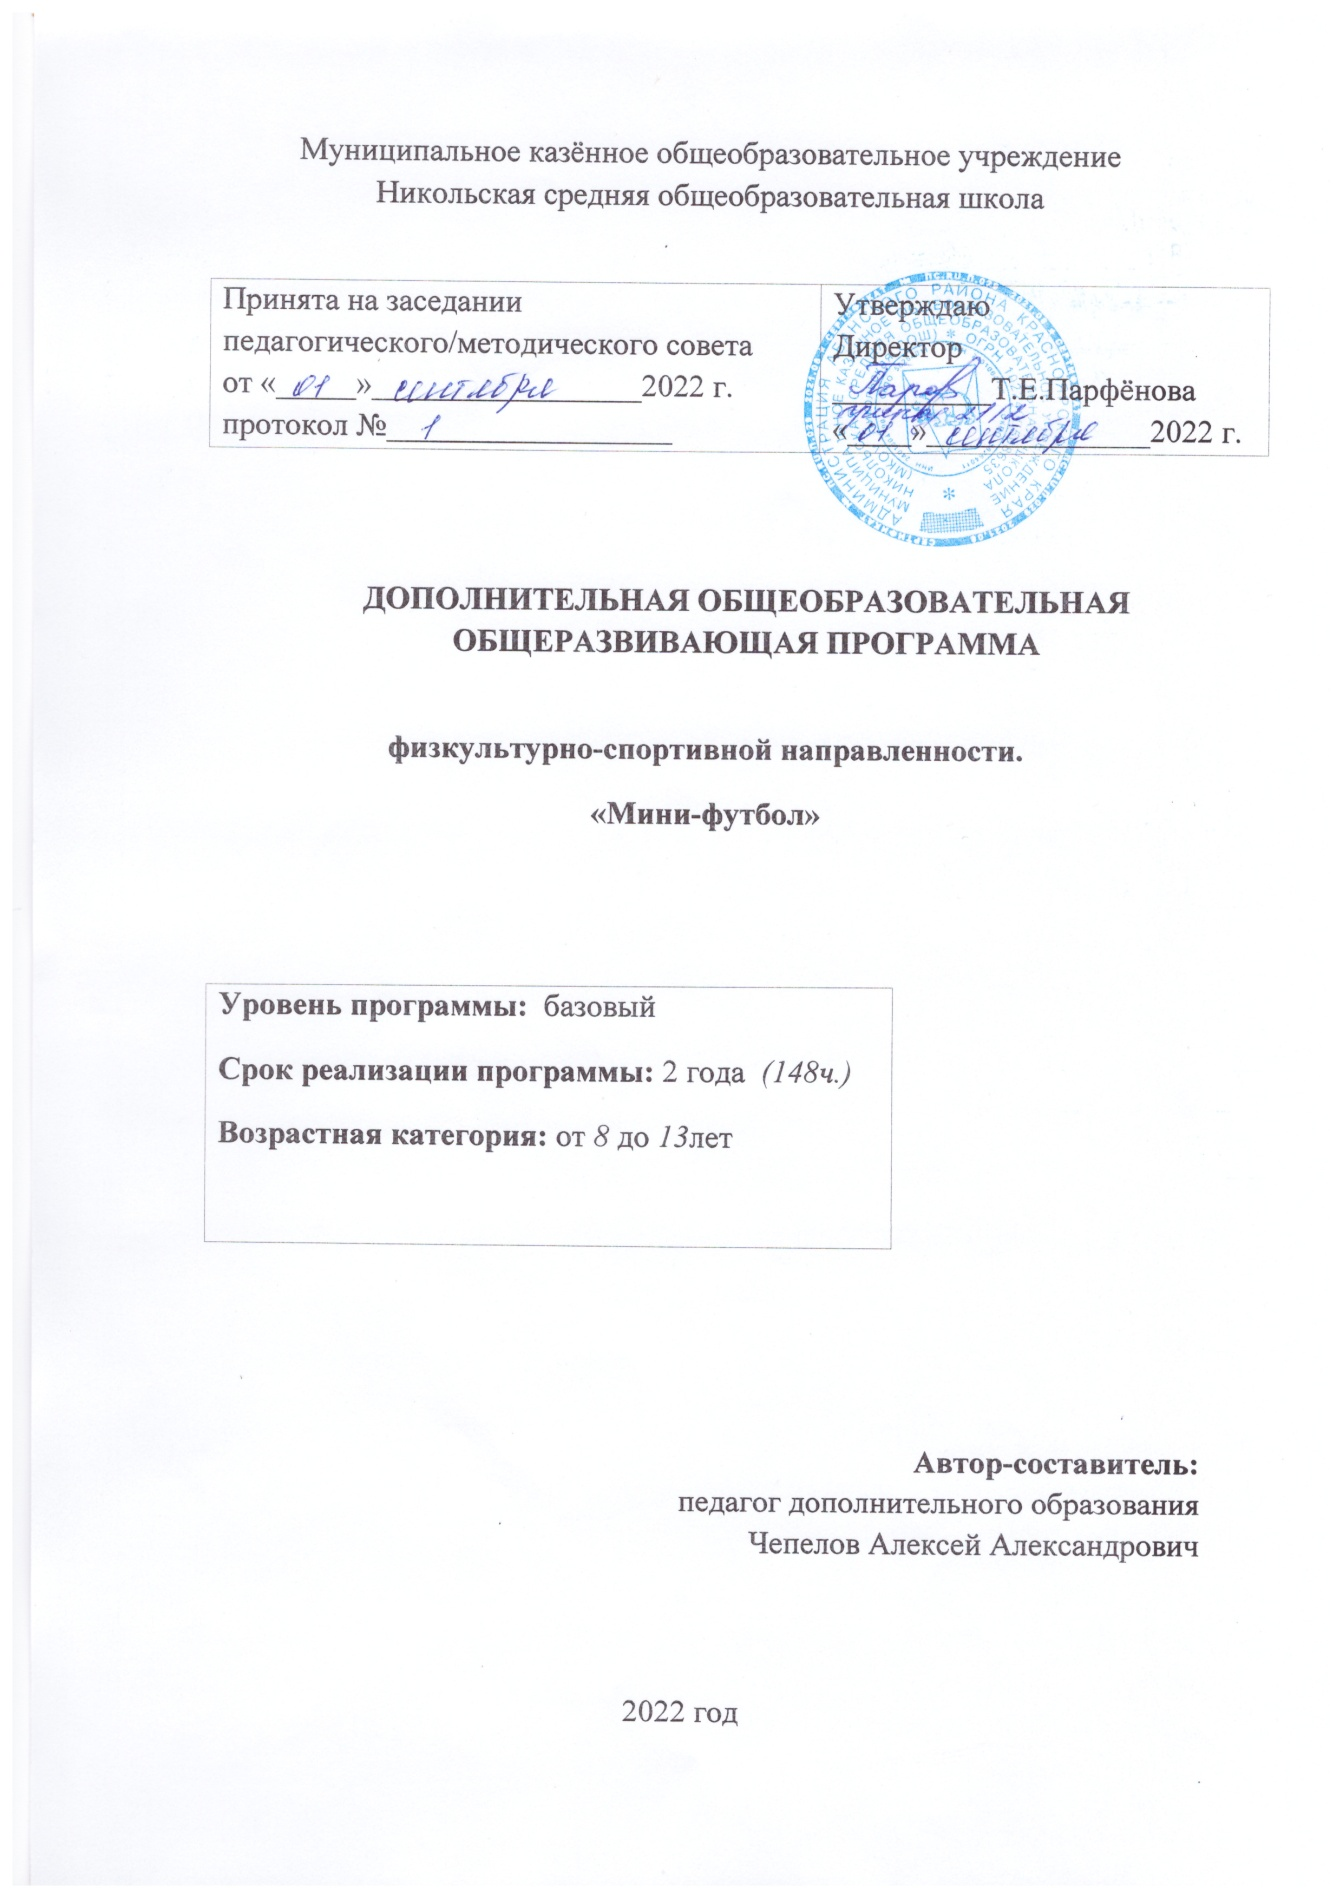 Муниципальное казённое общеобразовательное учреждение
Никольская средняя общеобразовательная школа
Принята на заседании
педагогического/методического совета
от «01» сентября 2022 г.
протокол № 1
Утверждаю
Директор
Т.Е.Парфёнова
приказ
«01» сентября 2022 г.
ДОПОЛНИТЕЛЬНАЯ ОБЩЕОБРАЗОВАТЕЛЬНАЯ
ОБЩЕРАЗВИВАЮЩАЯ ПРОГРАММА
физкультурно-спортивной направленности.
«Мини-футбол»
Уровень программы: базовый
Срок реализации программы: 2 года (148ч.)
Возрастная категория: от 8 до 13лет
Автор-составитель:
педагог дополнительного образования
Чепелов Алексей Александрович
2022 год